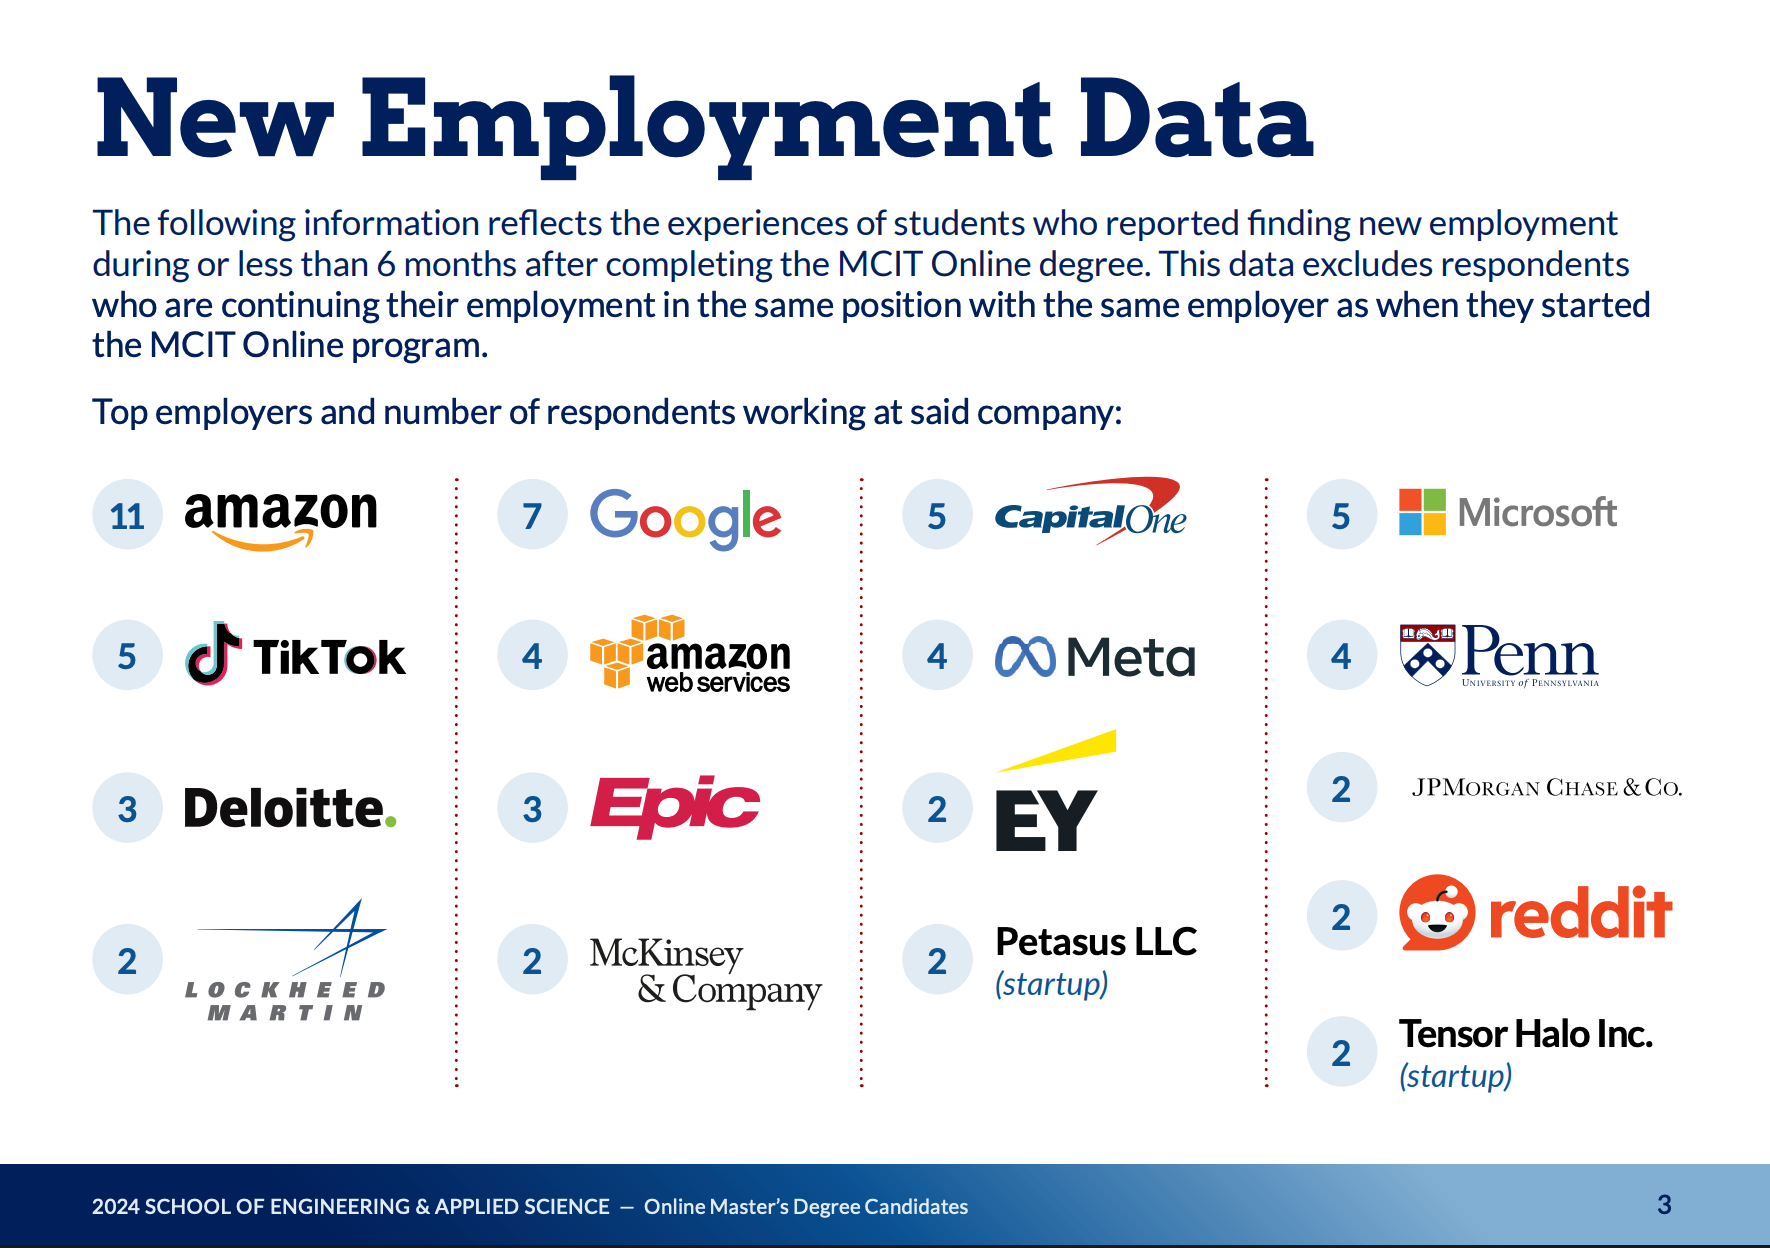 New Employment Data
The following information reflects the experiences of students who reported finding new employment
during or less than 6 months after completing the MCIT Online degree. This data excludes respondents
who are continuing their employment in the same position with the same employer as when they started
the MCIT Online program.
Top employers and number of respondents working at said company:
11 amazon
7 Google
5 Capital One
5 Microsoft
5 TikTok
4 amazon
web services
4 Meta
4 Penn
UNIVERSITY of PENNSYLVANIA
3 Deloitte.
3 Epic
2 EY
2 JPMORGAN CHASE & CO.
2 LOCKHEED
MARTIN
2 McKinsey
& Company
2 Petasus LLC
(startup)
2 reddit
2 Tensor Halo Inc.
(startup)
2024 SCHOOL OF ENGINEERING & APPLIED SCIENCE — Online Master's Degree Candidates
3